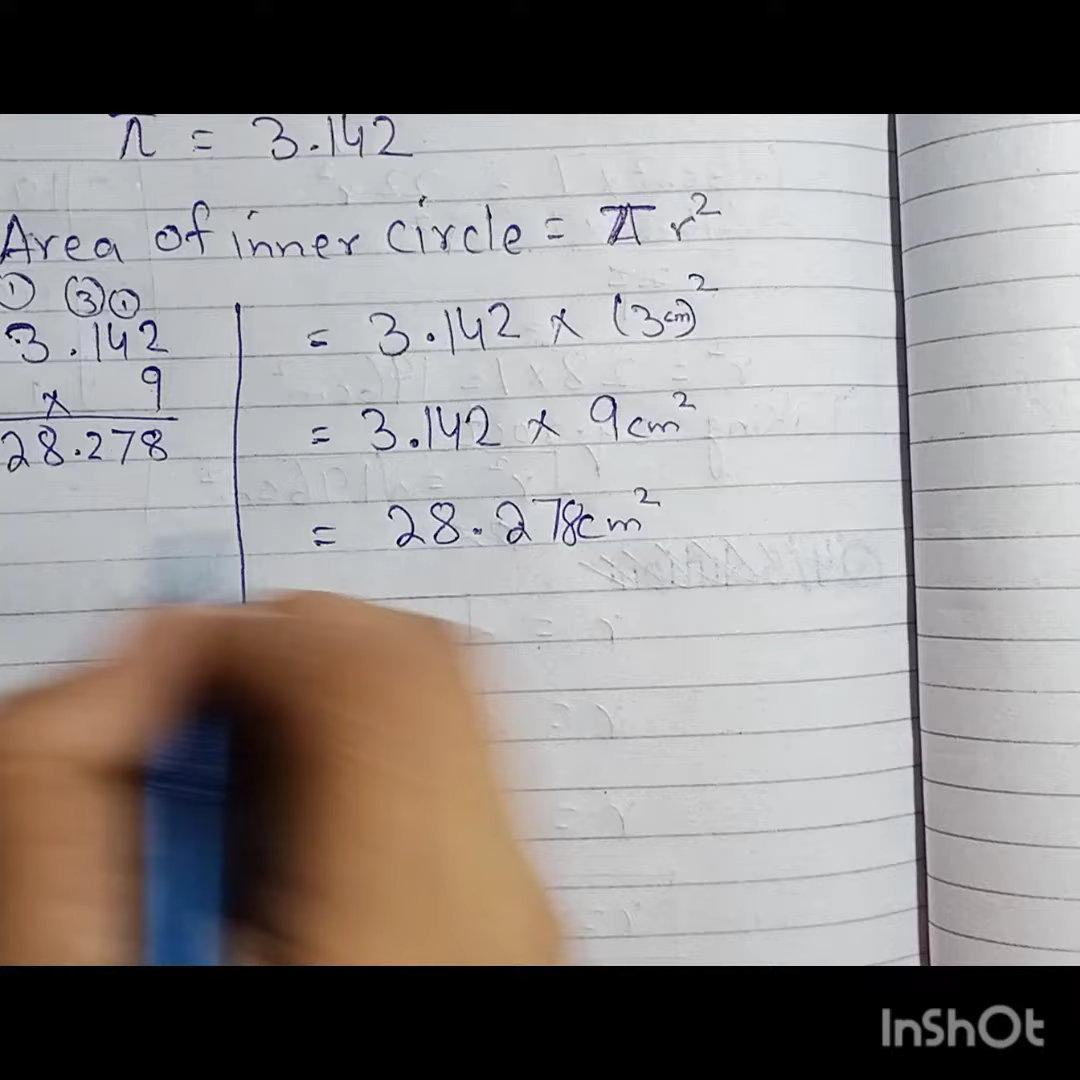 π = 3.142
Area of inner circle = π r²
① ③①
3.142
× 9
28.278
= 3.142 × (3cm)²
= 3.142 × 9cm²
= 28.278cm²
InShOt